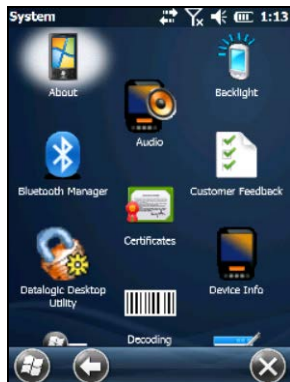 System 1:13
About
Backlight
Audio
Bluetooth Manager
Customer Feedback
Certificates
Datalogic Desktop
Utility
Device Info
Decoding